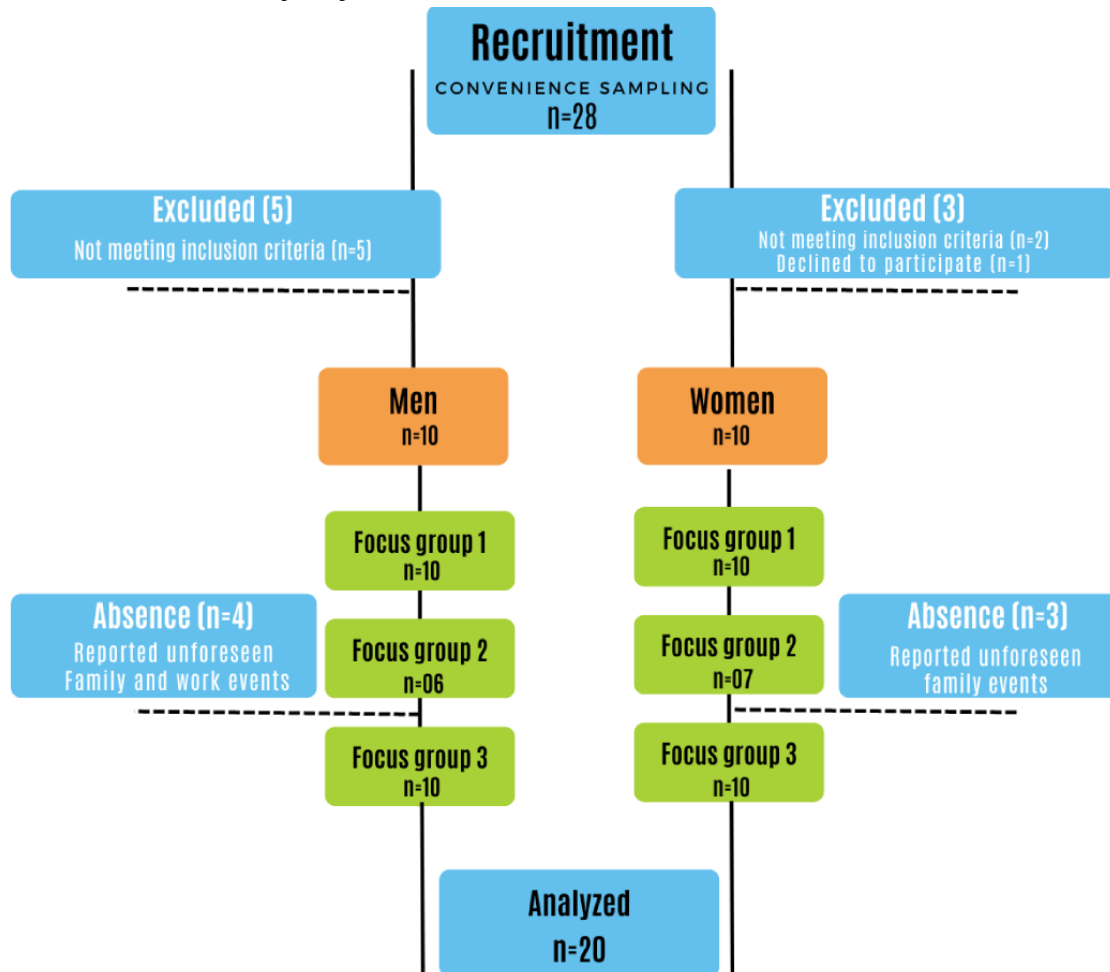 Recruitment
CONVENIENCE SAMPLING
n=28
Excluded (5)
Not meeting inclusion criteria (n=5)
Excluded (3)
Not meeting inclusion criteria (n=2)
Declined to participate (n=1)
Men
n=10
Women
n=10
Focus group 1
n=10
Focus group 1
n=10
Absence (n=4)
Reported unforeseen
Family and work events
Focus group 2
n=06
Focus group 2
n=07
Absence (n=3)
Reported unforeseen
family events
Focus group 3
n=10
Focus group 3
n=10
Analyzed
n=20